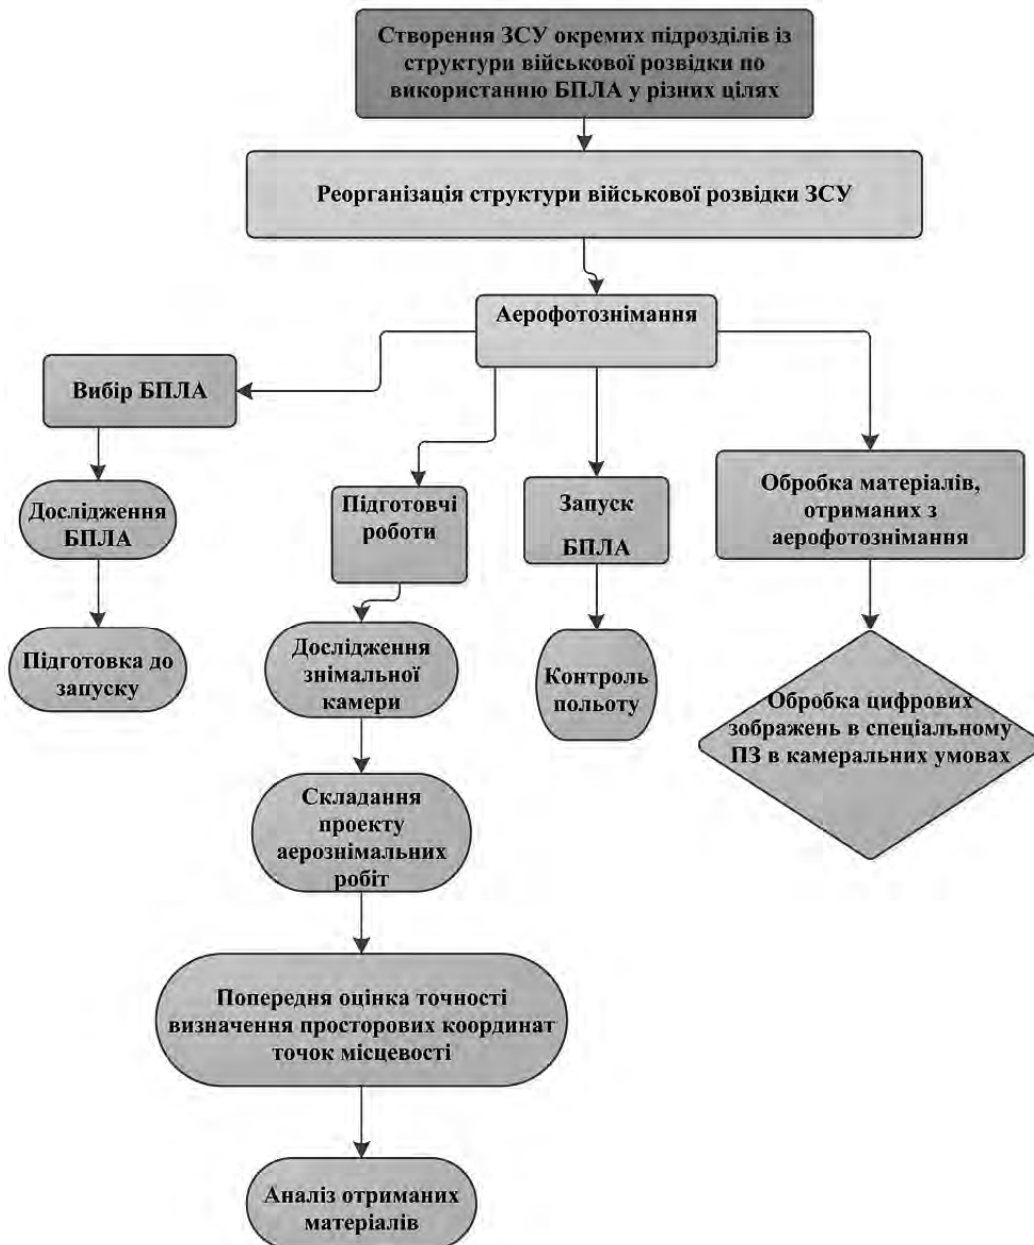 Створення ЗСУ окремих підрозділів із
структури військової розвідки по
використанню БПЛА у різних цілях
Реорганізація структури військової розвідки ЗСУ
Аерофотознімання
Вибір БПЛА
Дослідження
БПЛА
Підготовка до
запуску
Підготовчі
роботи
Дослідження
знімальної
камери
Складання
проекту
аерознімальних
робіт
Попередня оцінка точності
визначення просторових координат
точок місцевості
Аналіз отриманих
матеріалів
Запуск
БПЛА
Контроль
польоту
Обробка матеріалів,
отриманих з
аерофотознімання
Обробка цифрових
зображень в спеціальному
ПЗ в камеральних умовах